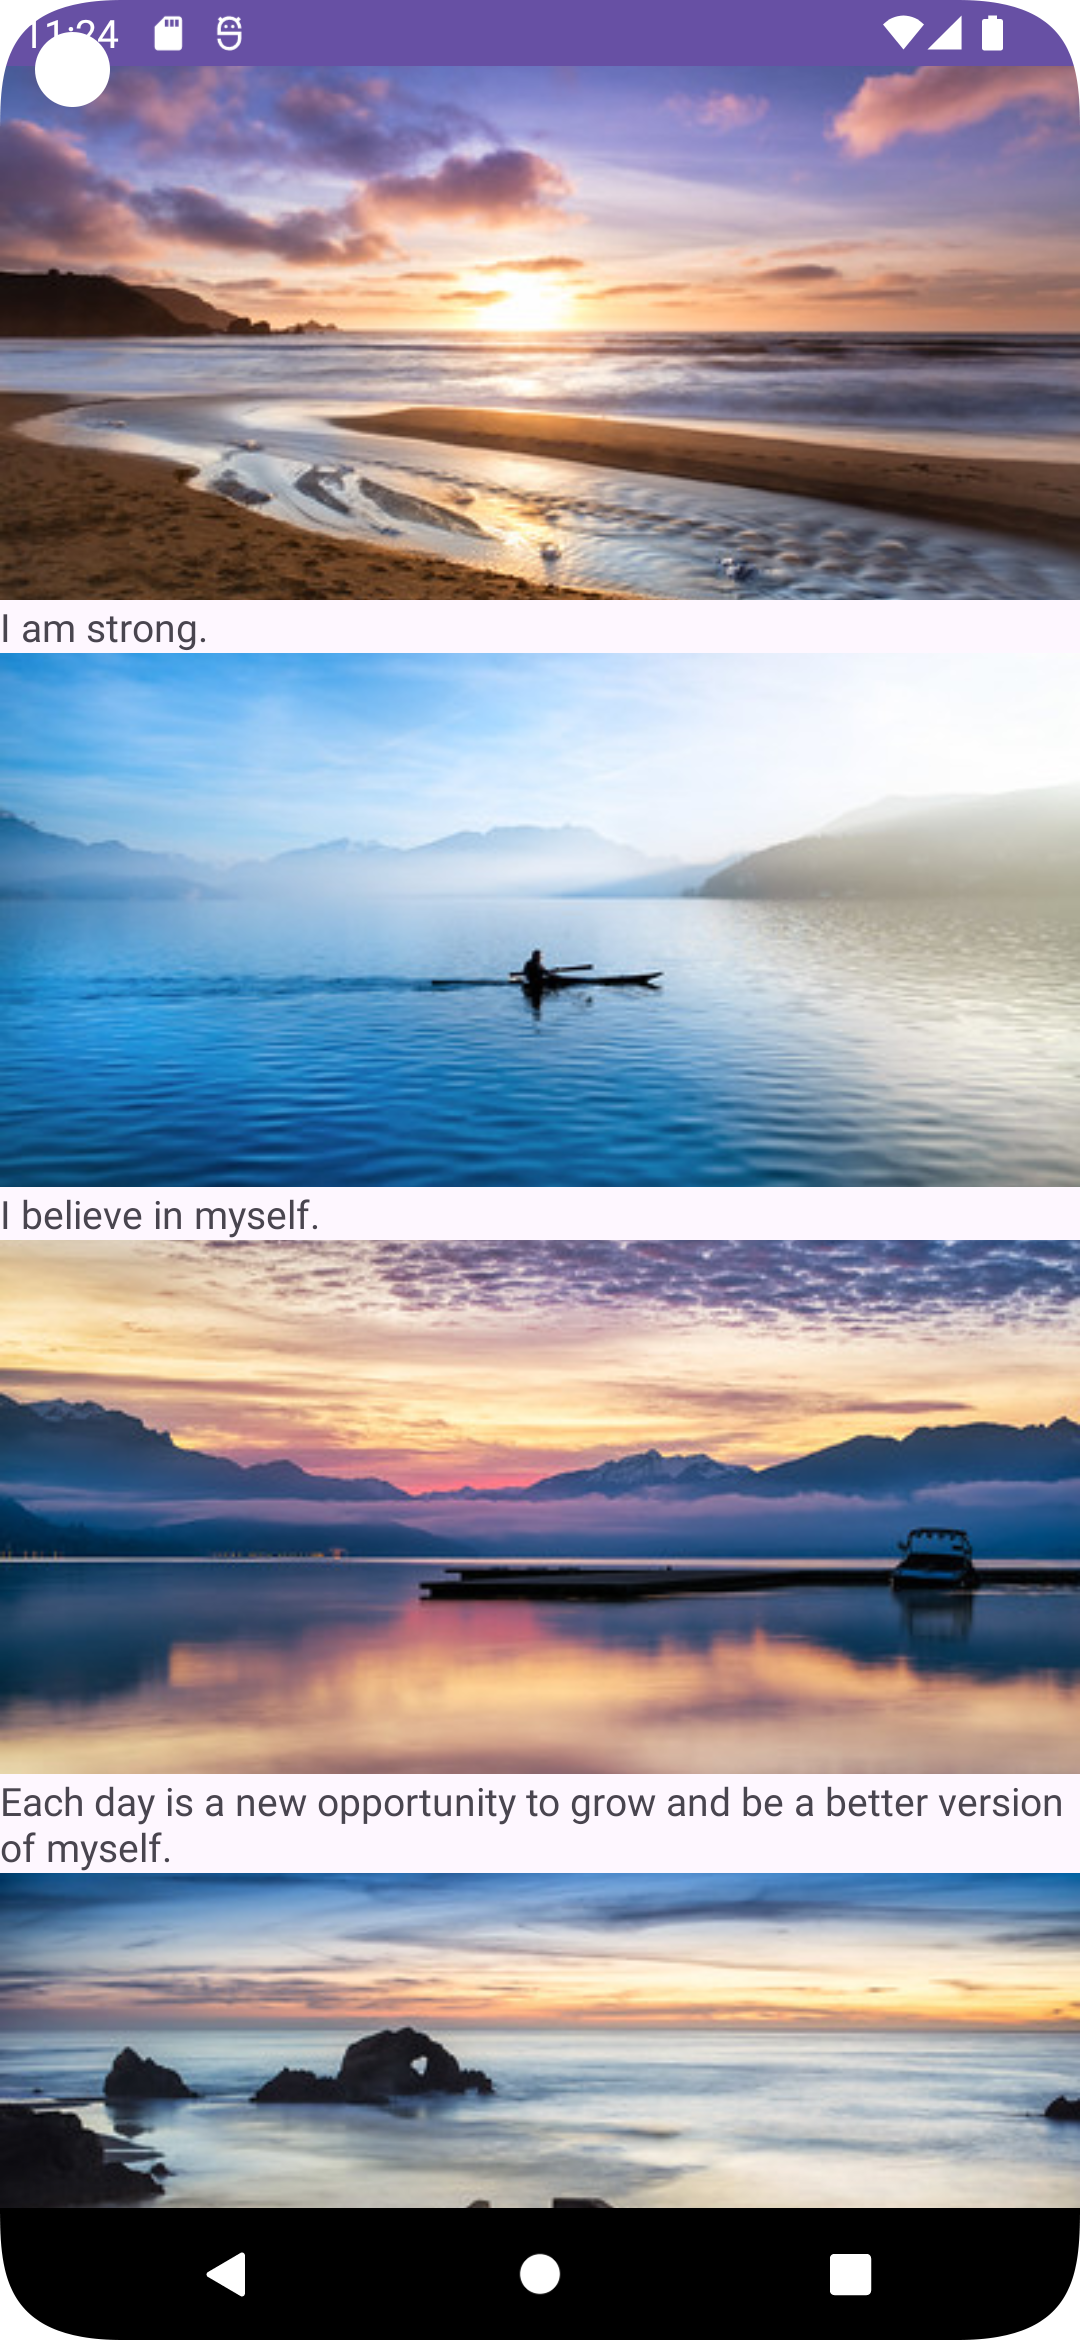 11:24
I am strong.
I believe in myself.
Each day is a new opportunity to grow and be a better version
of myself.